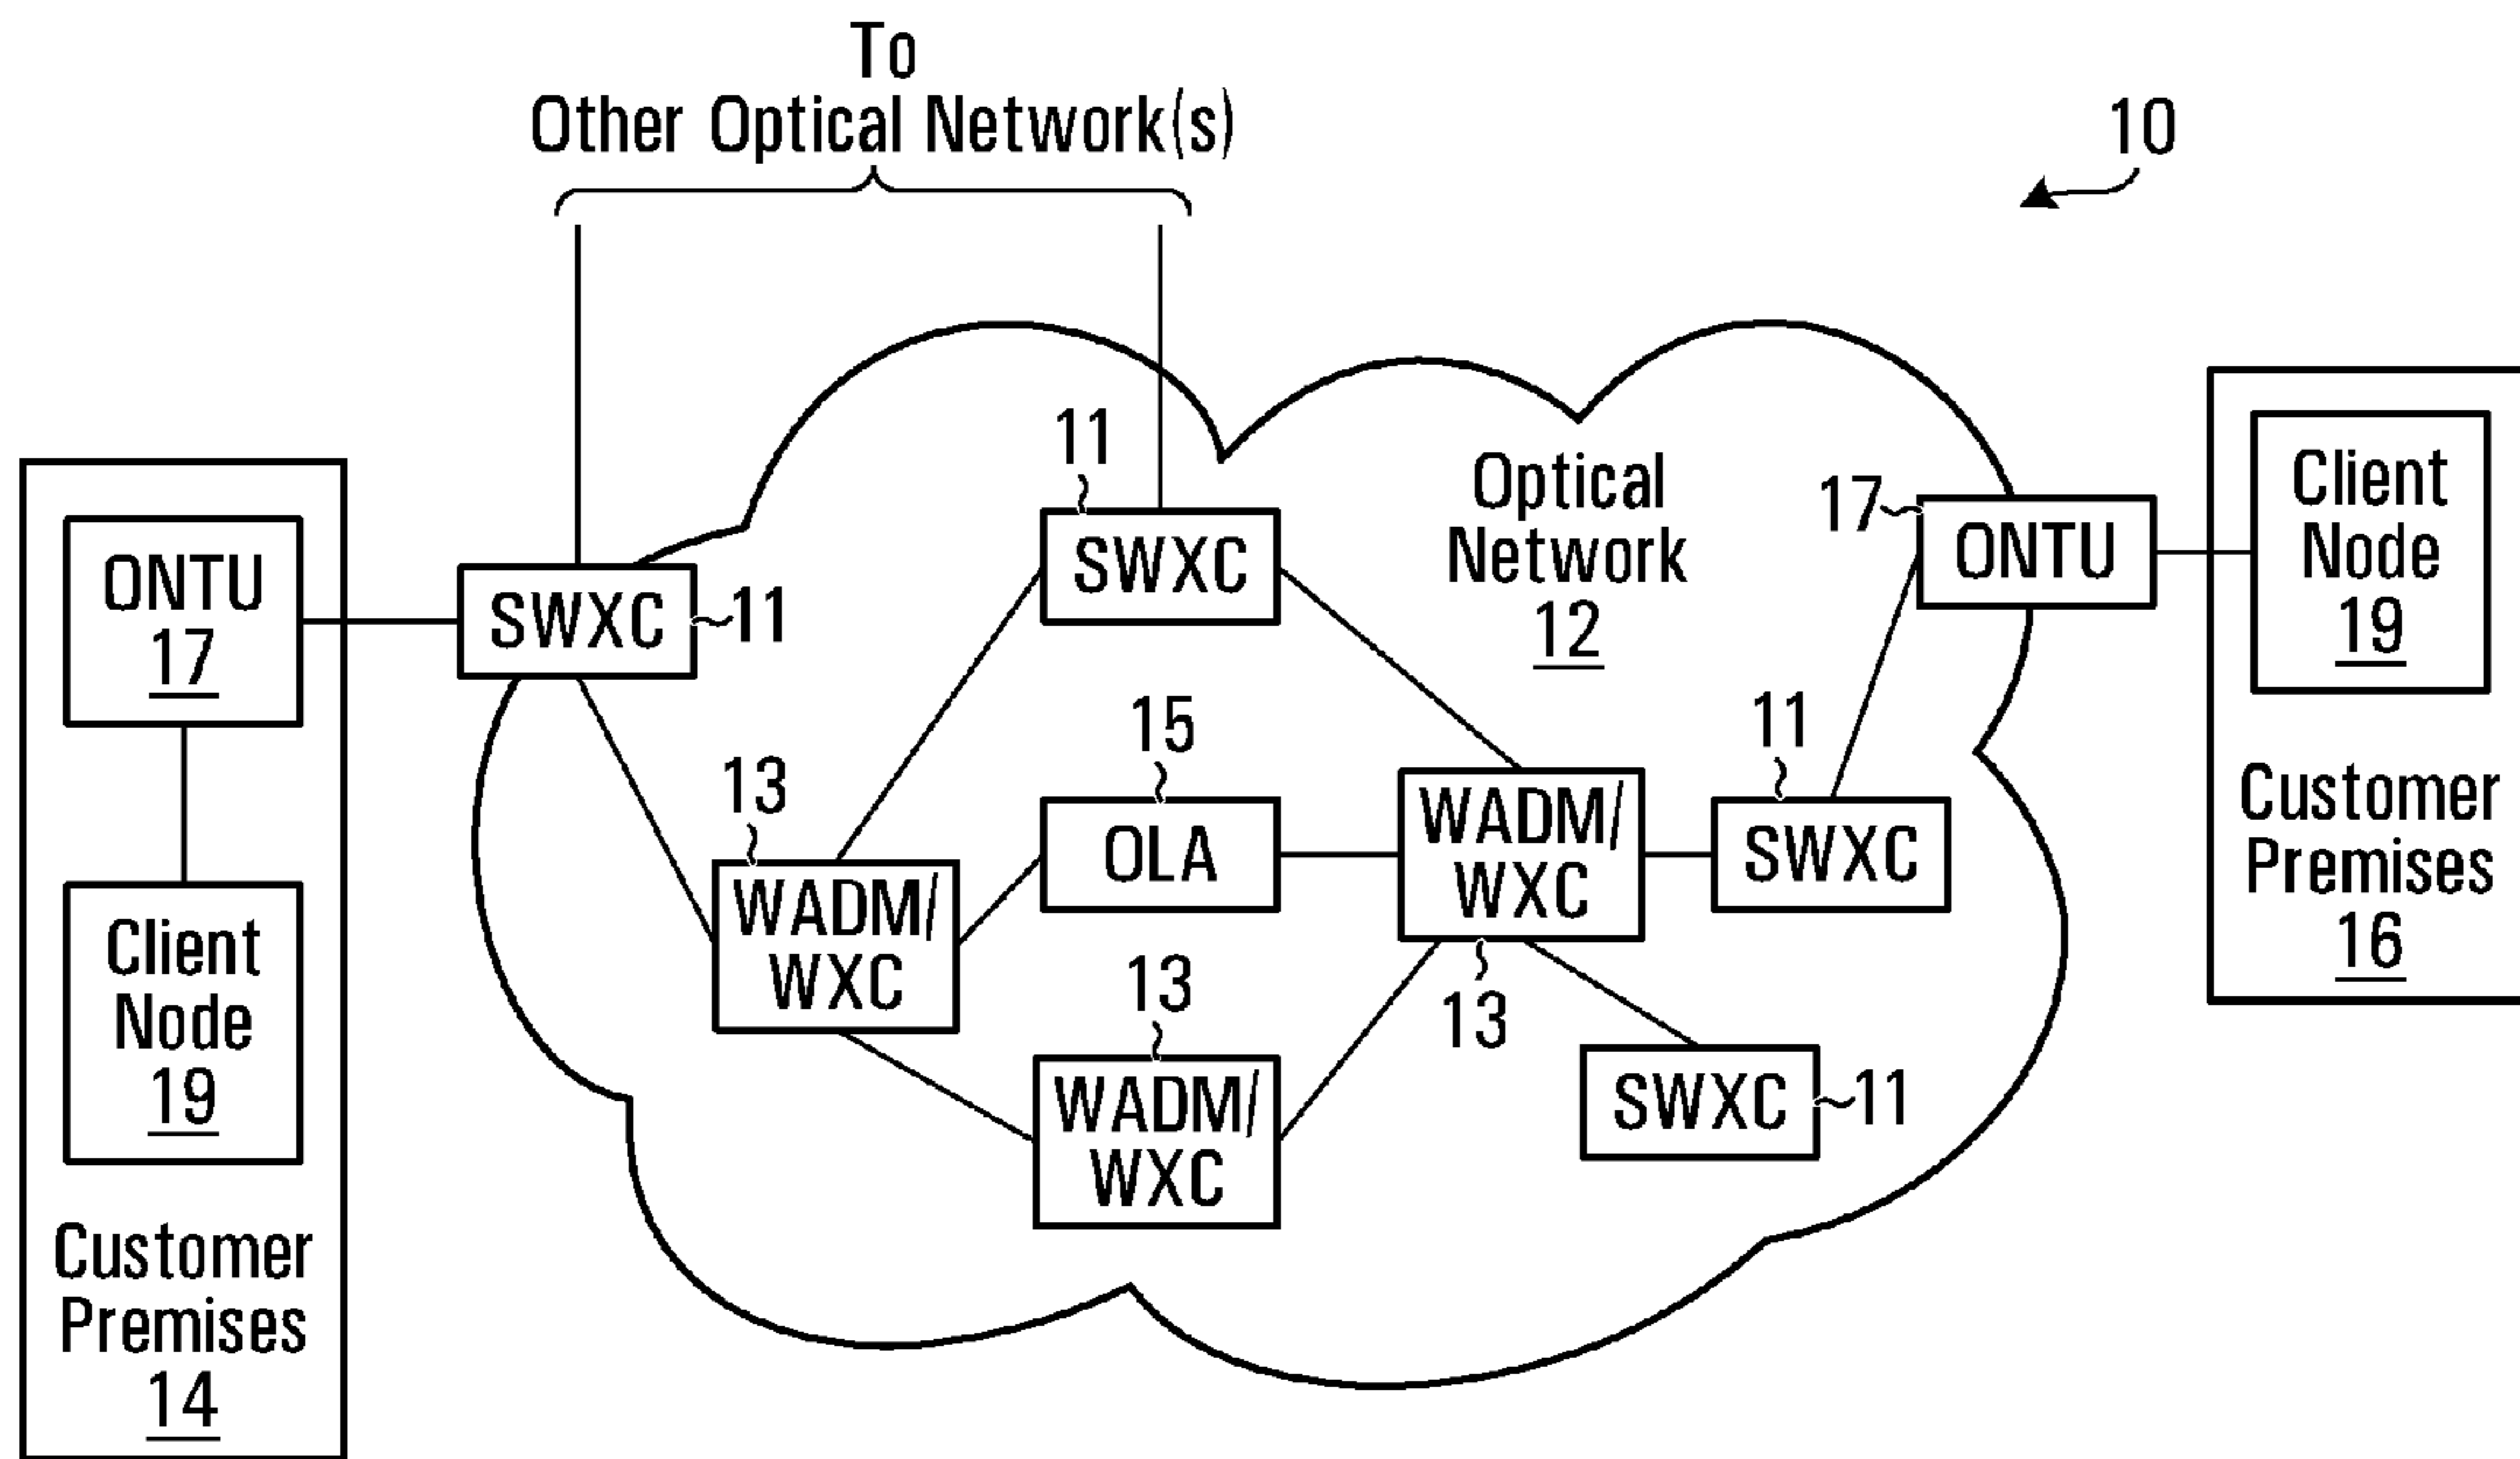 To
Other Optical Network(s)
10
ONTU
17
Client
Node
19
Customer
Premises
14
SWXC
11
11
SWXC
Optical
Network
12
17
ONTU
Client
Node
19
Customer
Premises
16
13
WADM/
WXC
15
OLA
WADM/
WXC
13
11
SWXC
13
WADM/
WXC
SWXC
11